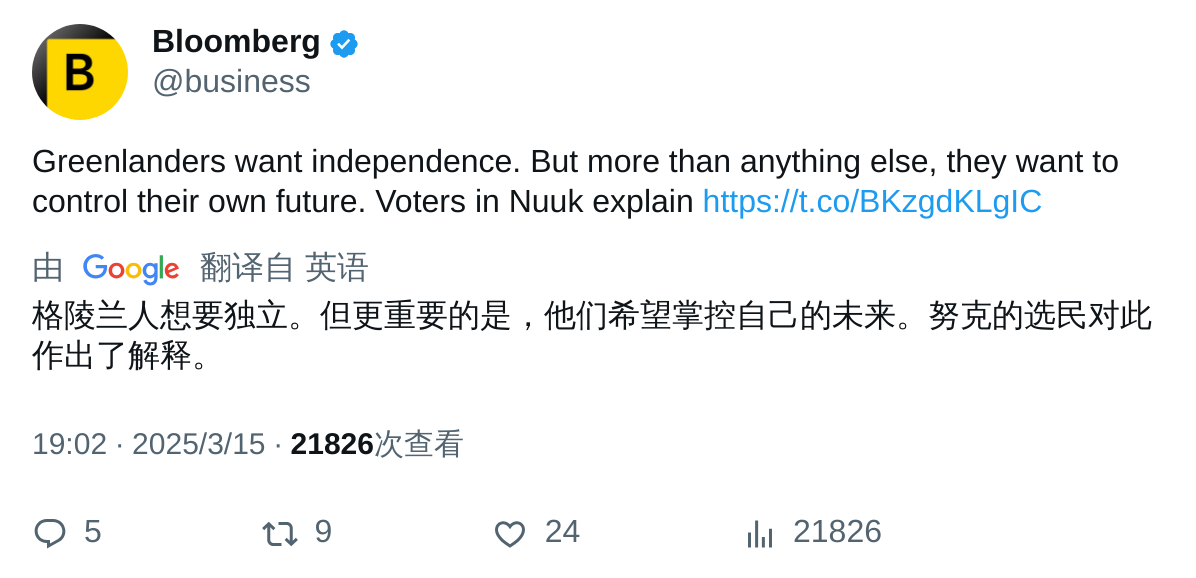 B
Bloomberg
@business
Greenlanders want independence. But more than anything else, they want to
control their own future. Voters in Nuuk explain https://t.co/BKzgdKLgIC
由 Google 翻译自 英语
格陵兰人想要独立。但更重要的是，他们希望掌控自己的未来。努克的选民对此
作出了解释。
19:02 · 2025/3/15 · 21826次查看
5 9 24 21826